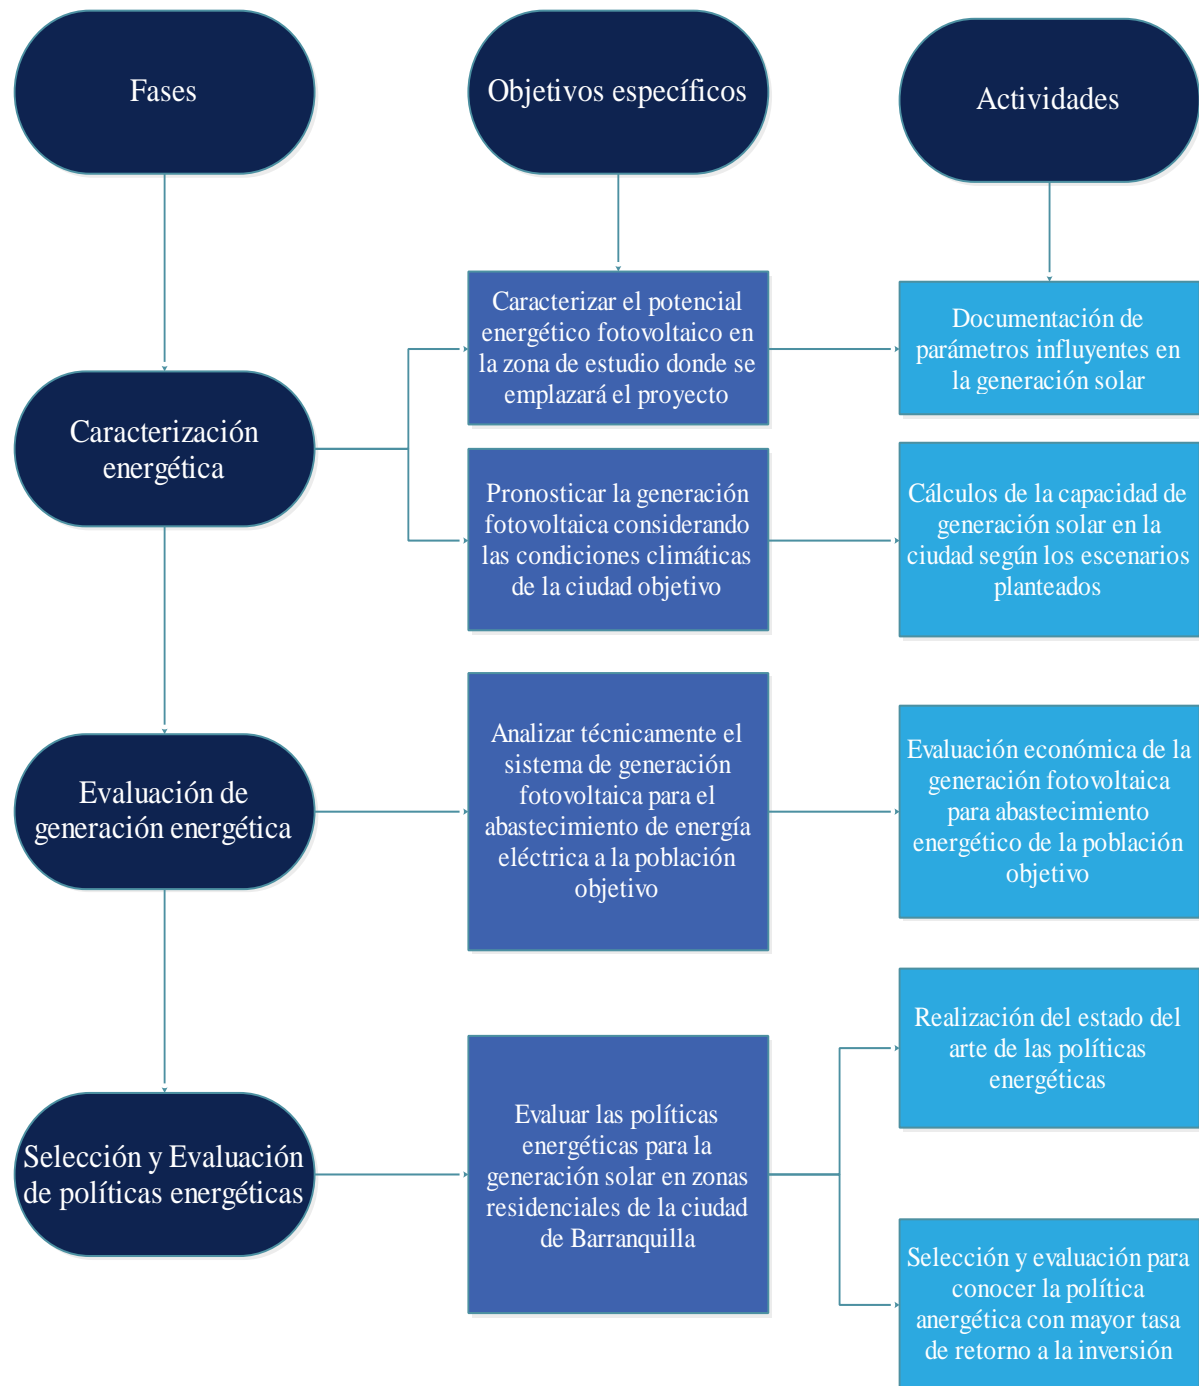 Fases
Objetivos específicos
Actividades
Caracterización
energética
Caracterizar el potencial
energético fotovoltaico en
la zona de estudio donde se
emplazará el proyecto
Documentación de
parámetros influyentes en
la generación solar
Pronosticar la generación
fotovoltaica considerando
las condiciones climáticas
de la ciudad objetivo
Cálculos de la capacidad de
generación solar en la
ciudad según los escenarios
planteados
Evaluación de
generación energética
Analizar técnicamente el
sistema de generación
fotovoltaica para el
abastecimiento de energía
eléctrica a la población
objetivo
Evaluación económica de la
generación fotovoltaica
para abastecimiento
energético de la población
objetivo
Selección y Evaluación
de políticas energéticas
Evaluar las políticas
energéticas para la
generación solar en zonas
residenciales de la ciudad
de Barranquilla
Realización del estado del
arte de las políticas
energéticas
Selección y evaluación para
conocer la política
anergética con mayor tasa
de retorno a la inversión